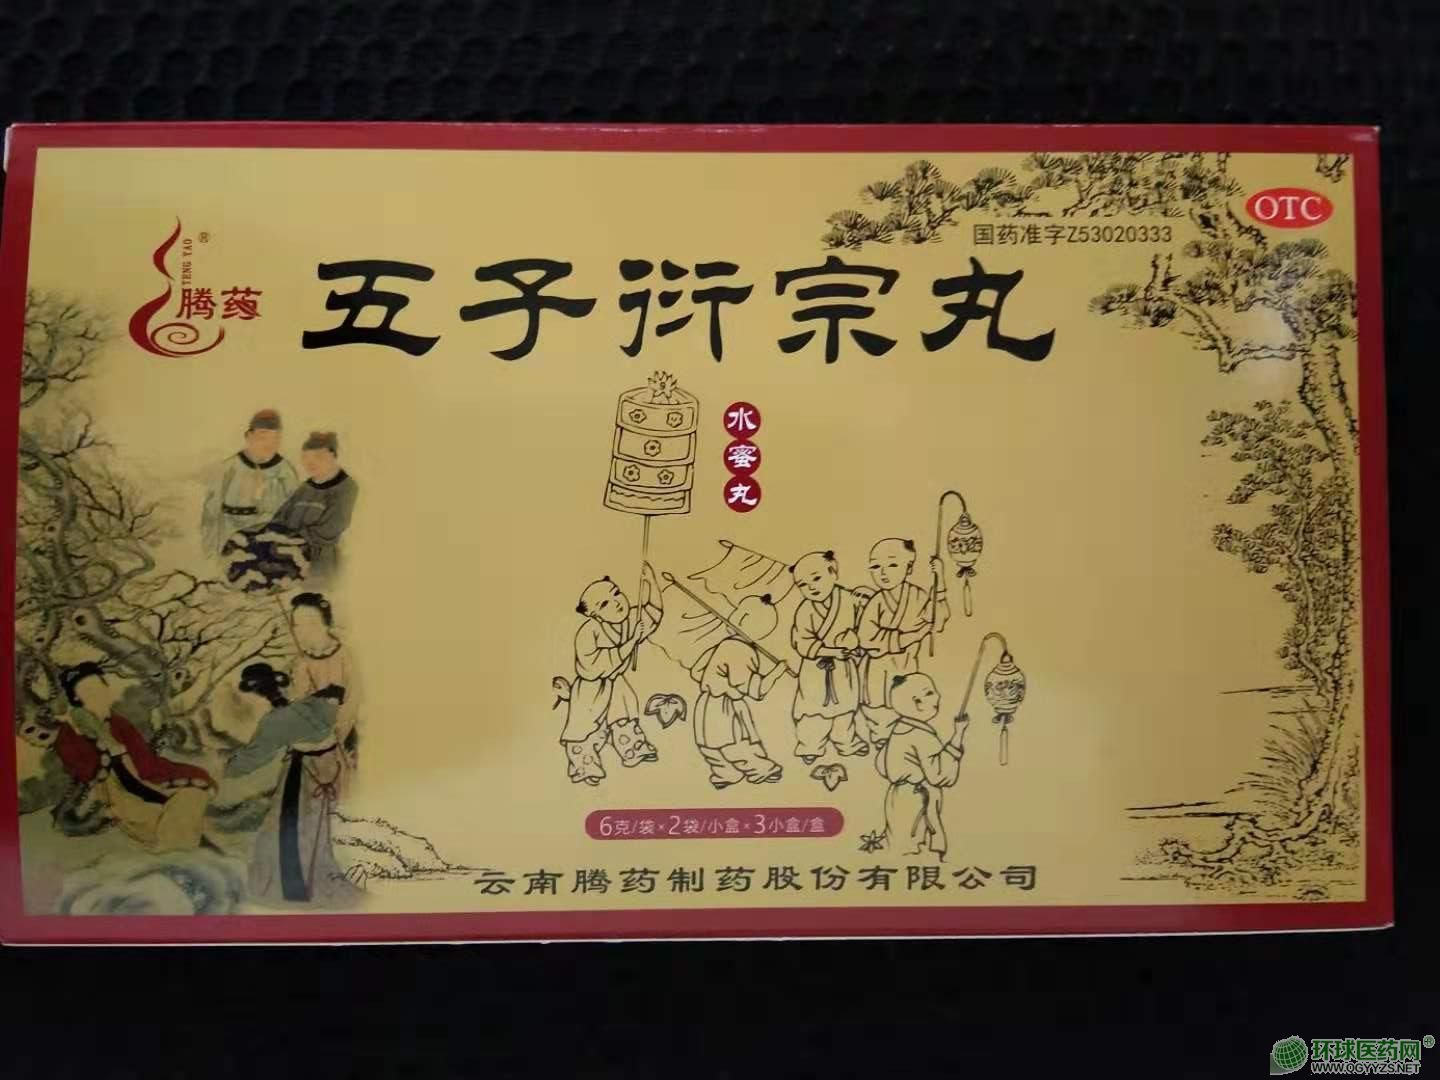 OTC
国药准字Z53020333
TENG YAO
®
腾药
五子衍宗丸
水蜜丸
6克/袋×2袋/小盒×3小盒/盒
云南腾药制药股份有限公司
环球医药网®
WWW.QGYYZS.NET